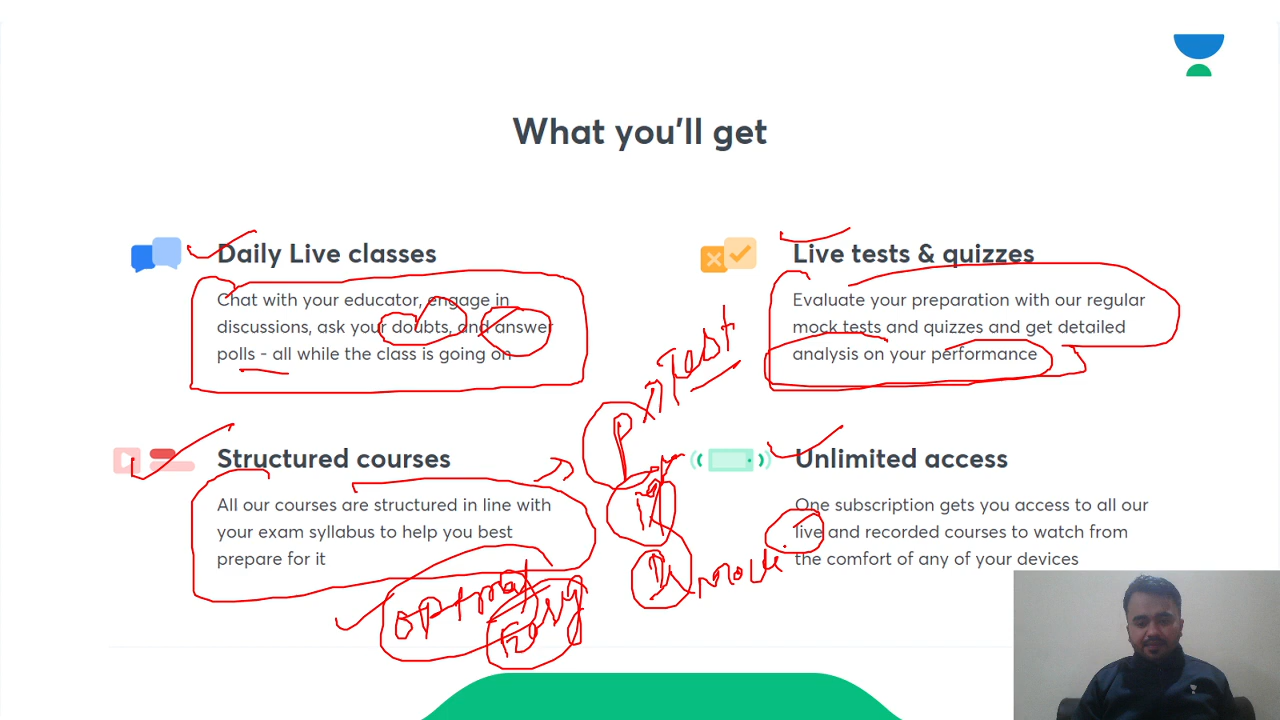 What you'll get
Daily Live classes
Chat with your educator, engage in
discussions, ask your doubts, and answer
polls - all while the class is going on
Live tests & quizzes
Evaluate your preparation with our regular
mock tests and quizzes and get detailed
analysis on your performance
Test
P
Structured courses
All our courses are structured in line with
your exam syllabus to help you best
prepare for it
Unlimited access
One subscription gets you access to all our
live and recorded courses to watch from
the comfort of any of your devices